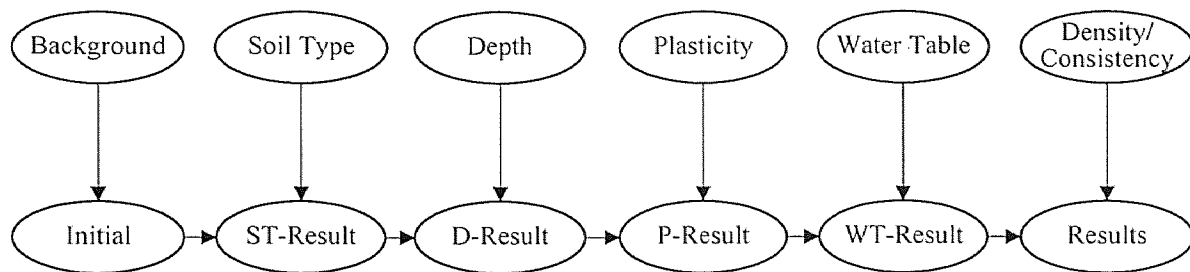 Background
Soil Type
Depth
Plasticity
Water Table
Density/
Consistency
Initial
ST-Result
D-Result
P-Result
WT-Result
Results